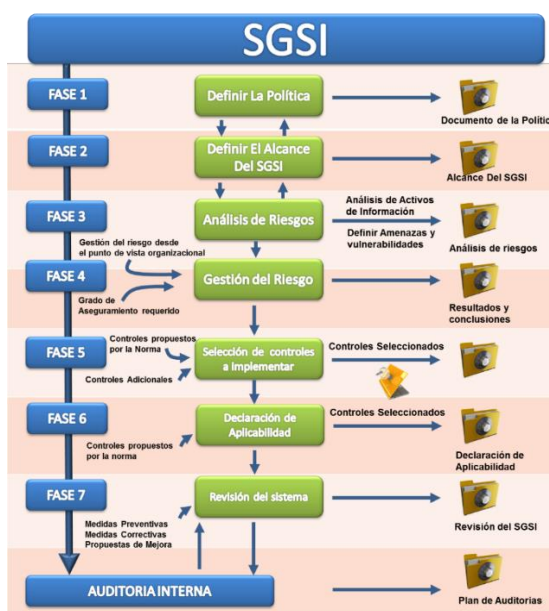 SGSI
FASE 1
Definir La Política
Documento de la Polític
FASE 2
Definir El Alcance
Del SGSI
Alcance Del SGSI
FASE 3
Análisis de Riesgos
Análisis de Activos
de Información
Definir Amenazas y
vulnerabilidades
Análisis de riesgos
Gestión del riesgo desde
el punto de vista organizacional
FASE 4
Gestión del Riesgo
Grado de
Aseguramiento requerido
Resultados y
conclusiones
Controles propuestos
por la Norma
FASE 5
Selección de controles
a Implementar
Controles Seleccionados
Controles Adicionales
FASE 6
Declaración de
Aplicabilidad
Controles Seleccionados
Controles propuestos
por la norma
Declaración de
Aplicabilidad
FASE 7
Revisión del sistema
Revisión del SGSI
Medidas Preventivas
Medidas Correctivas
Propuestas de Mejora
AUDITORIA INTERNA
Plan de Auditorias